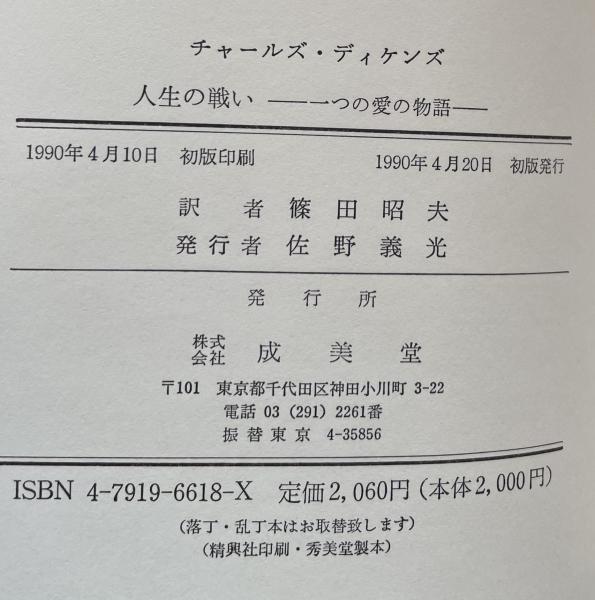 チャールズ・ディケンズ
人生の戦い ――一つの愛の物語――
1990年4月10日 初版印刷 1990年4月20日 初版発行
訳者 篠田昭夫
発行者 佐野義光
発行所
株式会社 成美堂
〒101 東京都千代田区神田小川町 3-22
電話 03 (291) 2261番
振替東京 4-35856
ISBN 4-7919-6618-X 定価2,060円（本体2,000円）
（落丁・乱丁本はお取替致します）
（精興社印刷・秀美堂製本）